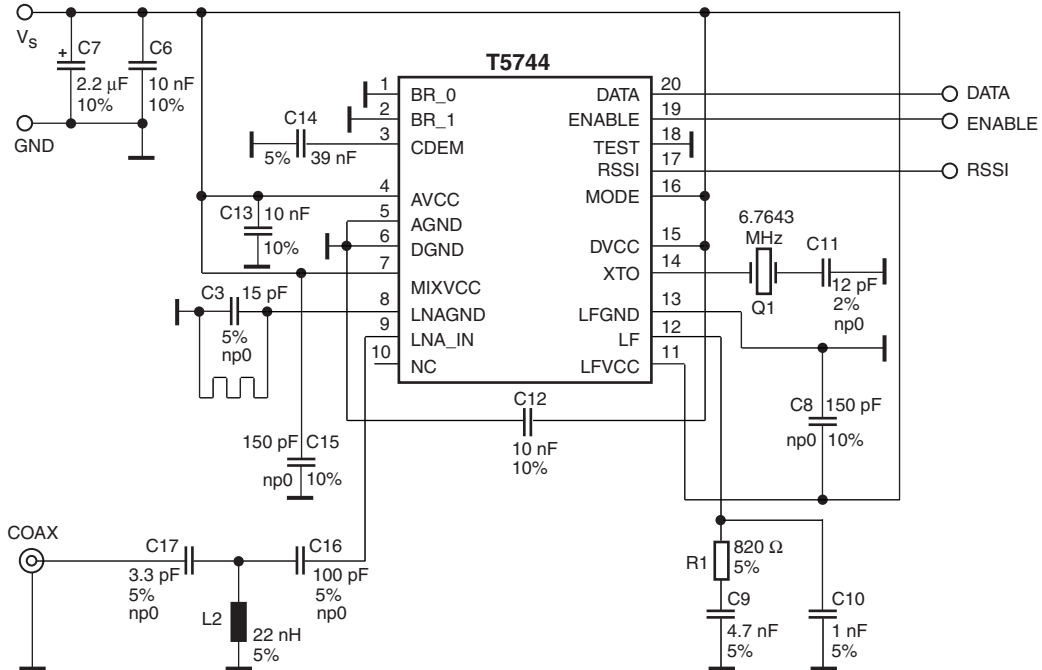 V_S
+ C7
2.2 μF
10%
C6
10 nF
10%
GND
T5744
1 BR_0
2 BR_1
3 CDEM
4 AVCC
5 AGND
6 DGND
7 MIXVCC
8 LNAGND
9 LNA_IN
10 NC
DATA 20
ENABLE 19
TEST 18
RSSI 17
MODE 16
DVCC 15
XTO 14
LFGND 13
LF 12
LFVCC 11
DATA
ENABLE
RSSI
C14
5% 39 nF
C13 10 nF
10%
C3 15 pF
5%
np0
6.7643
MHz
Q1
C11
12 pF
2%
np0
C12
10 nF
10%
C8 150 pF
np0 10%
150 pF C15
np0 10%
COAX
C17
3.3 pF
5%
np0
C16
100 pF
5%
np0
L2
22 nH
5%
R1 820 Ω
5%
C9
4.7 nF
5%
C10
1 nF
5%